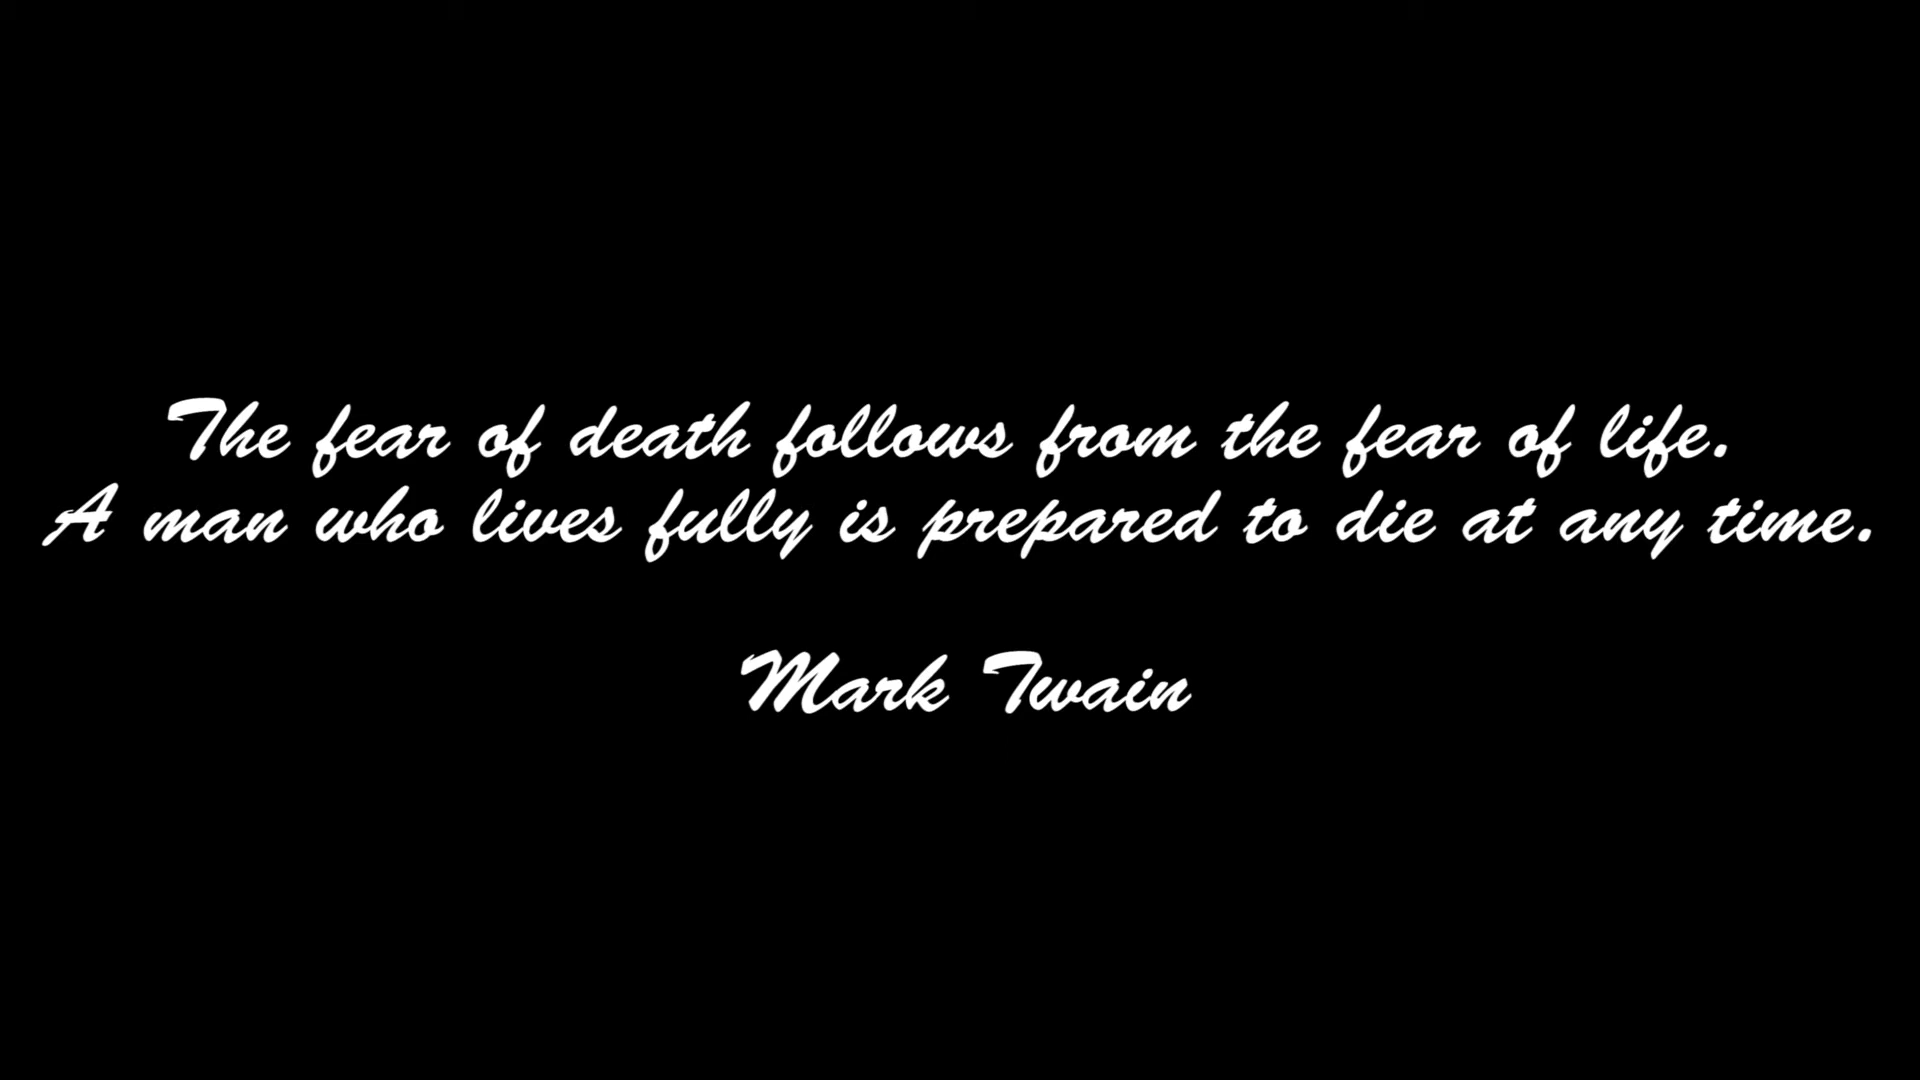 The fear of death follows from the fear of life.
A man who lives fully is prepared to die at any time.
Mark Twain